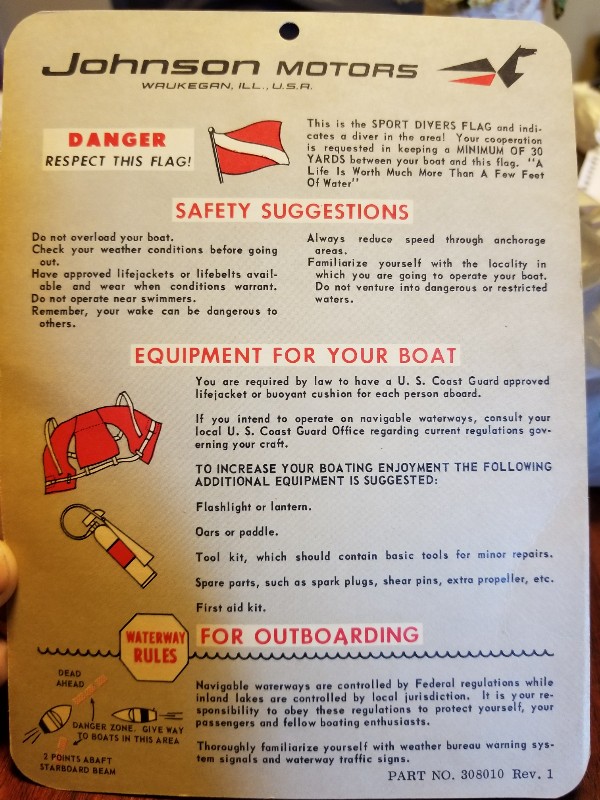 Johnson MOTORS
WAUKEGAN, ILL., U.S.A.
DANGER
RESPECT THIS FLAG!
This is the SPORT DIVERS FLAG and indi-
cates a diver in the area! Your cooperation
is requested in keeping a MINIMUM OF 30
YARDS between your boat and this flag. "A
Life Is Worth Much More Than A Few Feet
Of Water"
SAFETY SUGGESTIONS
Do not overload your boat.
Check your weather conditions before going
out.
Have approved lifejackets or lifebelts avail-
able and wear when conditions warrant.
Do not operate near swimmers.
Remember, your wake can be dangerous to
others.
Always reduce speed through anchorage
areas.
Familiarize yourself with the locality in
which you are going to operate your boat.
Do not venture into dangerous or restricted
waters.
EQUIPMENT FOR YOUR BOAT
You are required by law to have a U. S. Coast Guard approved
lifejacket or buoyant cushion for each person aboard.
If you intend to operate on navigable waterways, consult your
local U. S. Coast Guard Office regarding current regulations gov-
erning your craft.
TO INCREASE YOUR BOATING ENJOYMENT THE FOLLOWING
ADDITIONAL EQUIPMENT IS SUGGESTED:
Flashlight or lantern.
Oars or paddle.
Tool kit, which should contain basic tools for minor repairs.
Spare parts, such as spark plugs, shear pins, extra propeller, etc.
First aid kit.
WATERWAY
RULES
FOR OUTBOARDING
DEAD
AHEAD
DANGER ZONE. GIVE WAY
TO BOATS IN THIS AREA
2 POINTS ABAFT
STARBOARD BEAM
Navigable waterways are controlled by Federal regulations while
inland lakes are controlled by local jurisdiction. It is your re-
sponsibility to obey these regulations to protect yourself, your
passengers and fellow boating enthusiasts.
Thoroughly familiarize yourself with weather bureau warning sys-
tem signals and waterway traffic signs.
PART NO. 308010 Rev. 1